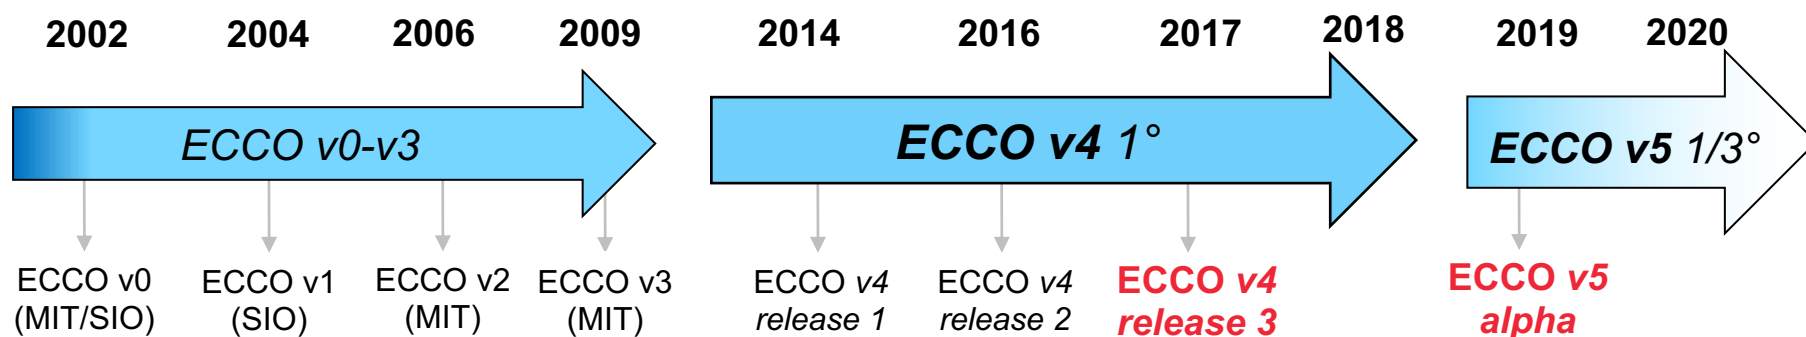 2002 2004 2006 2009 2014 2016 2017 2018 2019 2020
ECCO v0-v3 ECCO v4 1° ECCO v5 1/3°
ECCO v0
(MIT/SIO)
ECCO v1
(SIO)
ECCO v2
(MIT)
ECCO v3
(MIT)
ECCO v4
release 1
ECCO v4
release 2
ECCO v4
release 3
ECCO v5
alpha